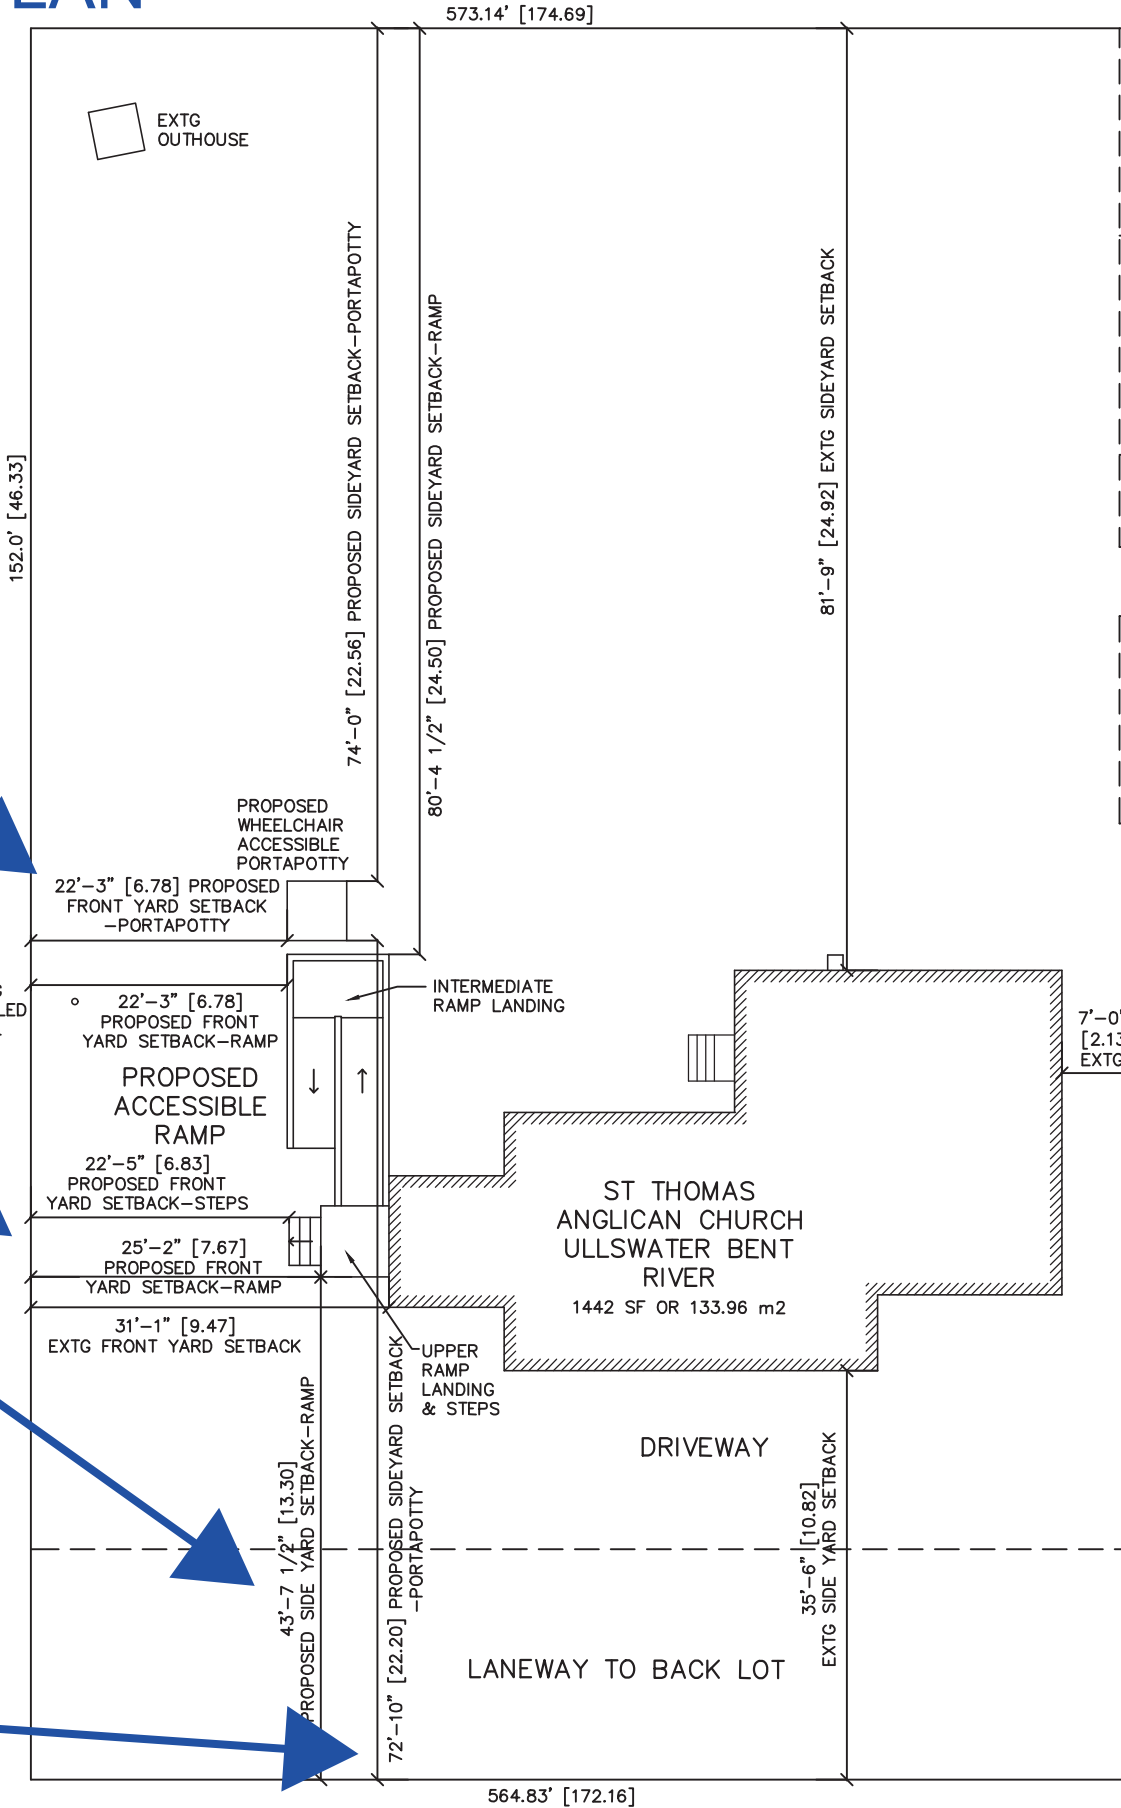 573.14' [174.69]
EXTG
OUTHOUSE
152.0' [46.33]
74'-0" [22.56] PROPOSED SIDEYARD SETBACK-PORTAPOTTY
80'-4 1/2" [24.50] PROPOSED SIDEYARD SETBACK-RAMP
81'-9" [24.92] EXTG SIDEYARD SETBACK
PROPOSED
WHEELCHAIR
ACCESSIBLE
PORTAPOTTY
22'-3" [6.78] PROPOSED
FRONT YARD SETBACK
-PORTAPOTTY
INTERMEDIATE
RAMP LANDING
22'-3" [6.78]
PROPOSED FRONT
YARD SETBACK-RAMP
7'-0"
EXTG
PROPOSED
ACCESSIBLE
RAMP
22'-5" [6.83]
PROPOSED FRONT
YARD SETBACK-STEPS
ST THOMAS
ANGLICAN CHURCH
ULLSWATER BENT
RIVER
1442 SF OR 133.96 m2
25'-2" [7.67]
PROPOSED FRONT
YARD SETBACK-RAMP
31'-1" [9.47]
EXTG FRONT YARD SETBACK
UPPER
RAMP
LANDING
& STEPS
DRIVEWAY
43'-7 1/2" [13.30]
PROPOSED SIDE YARD SETBACK-RAMP
72'-10" [22.20] PROPOSED SIDEYARD SETBACK
-PORTAPOTTY
35'-6" [10.82]
EXTG SIDE YARD SETBACK
LANEWAY TO BACK LOT
564.83' [172.16]